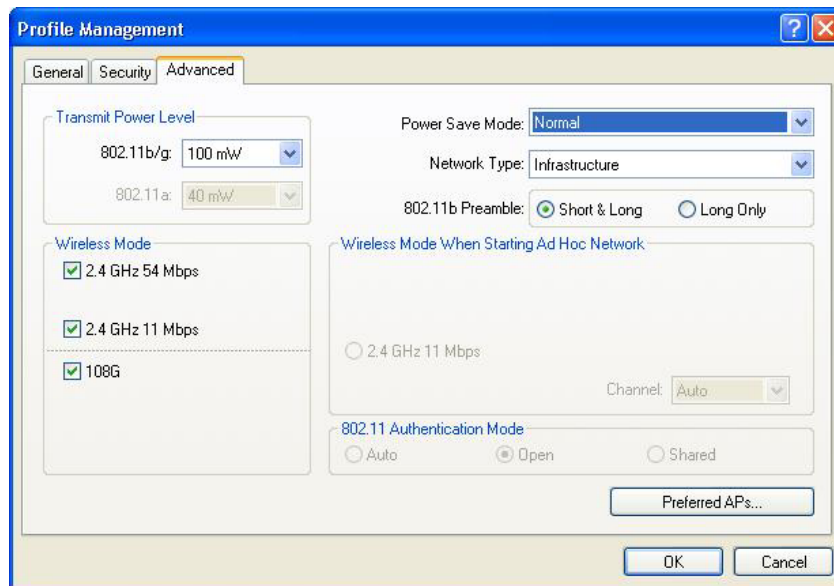 Profile Management
General Security Advanced
Transmit Power Level
802.11b/g: 100 mW
802.11a: 40 mW
Power Save Mode: Normal
Network Type: Infrastructure
802.11b Preamble: Short & Long Long Only
Wireless Mode
2.4 GHz 54 Mbps
2.4 GHz 11 Mbps
108G
Wireless Mode When Starting Ad Hoc Network
2.4 GHz 11 Mbps
Channel: Auto
802.11 Authentication Mode
Auto Open Shared
Preferred APs...
OK Cancel